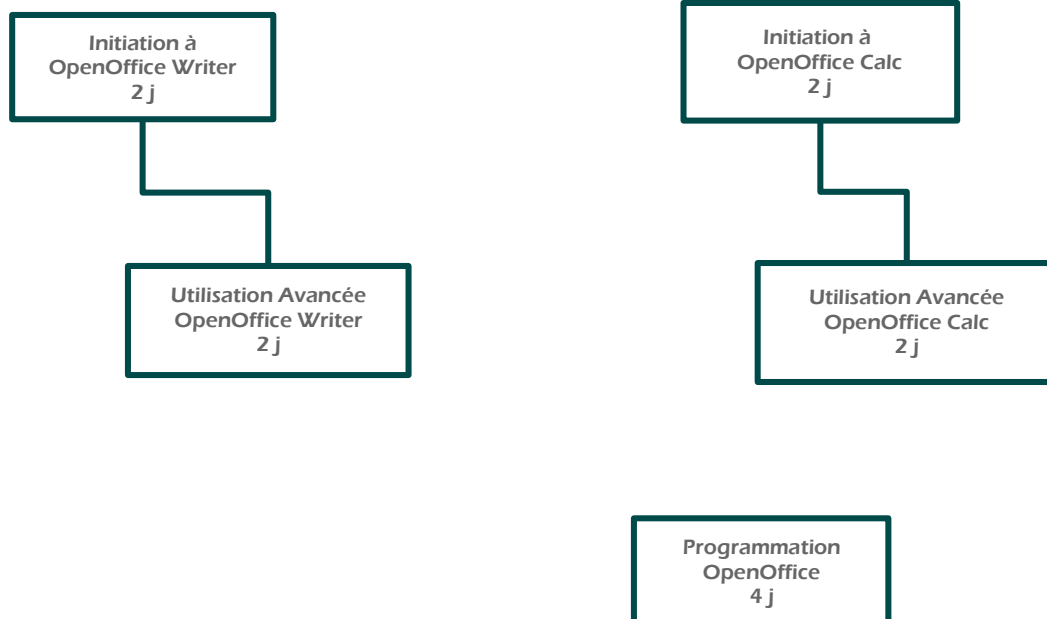 Initiation à
OpenOffice Writer
2 j
Initiation à
OpenOffice Calc
2 j
Utilisation Avancée
OpenOffice Writer
2 j
Utilisation Avancée
OpenOffice Calc
2 j
Programmation
OpenOffice
4 j